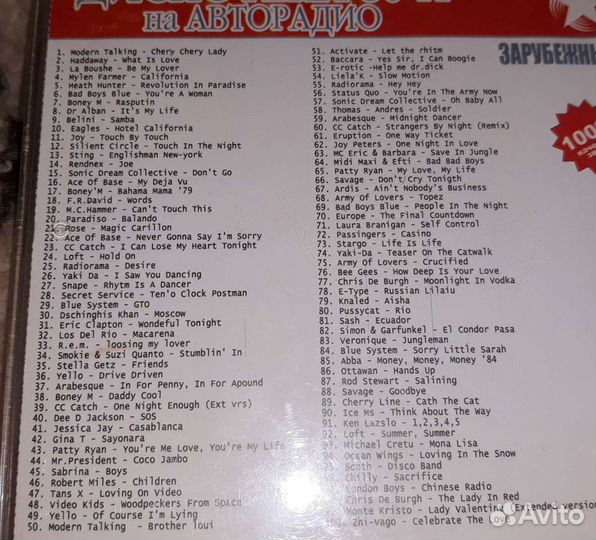 на АВТОРАДИО
ЗАРУБЕЖНЫ
100%
1. Modern Talking - Chery Chery Lady
2. Haddaway - What Is Love
3. La Boushe - Be My Lover
4. Mylen Farmer - California
5. Heath Hunter - Revolution In Paradise
6. Bad Boys Blue - You're A Woman
7. Boney M - Rasputin
8. Dr Alban - It's My Life
9. Belini - Samba
10. Eagles - Hotel California
11. Joy - Touch By Touch
12. Silient Circle - Touch In The Night
13. Sting - Englishman New-york
14. Rendnex - Joe
15. Sonic Dream Collective - Don't Go
16. Ace Of Base - My Deja Vu
17. Boney'M - Bahama Mama '79
18. F.R.David - Words
19. M.C.Hammer - Can't Touch This
20. Paradiso - Balando
21. Rose - Magic Carillon
22. Ace Of Base - Never Gonna Say I'm Sorry
23. CC Catch - I Can Lose My Heart Tonight
24. Loft - Hold On
25. Radiorama - Desire
26. Yaki Da - I Saw You Dancing
27. Snape - Rhytm Is A Dancer
28. Secret Service - Ten'o Clock Postman
29. Blue System - GTO
30. Dschinghis Khan - Moscow
31. Eric Clapton - Wondeful Tonight
32. Los Del Rio - Macarena
33. R.e.m. - loosing my lover
34. Smokie & Suzi Quanto - Stumblin' In
35. Stella Getz - Friends
36. Yello - Drive Driven
37. Arabesque - In For Penny, In For Apound
38. Boney M - Daddy Cool
39. CC Catch - One Night Enough (Ext vrs)
40. Dee D Jackson - SOS
41. Jessica Jay - Casablanca
42. Gina T - Sayonara
43. Patty Ryan - You're Me Love, You're My Life
44. Mr.President - Coco Jambo
45. Sabrina - Boys
46. Robert Miles - Children
47. Tans X - Loving On Video
48. Video Kids - Woodpeckers From Space
49. Yello - Of Course I'm Lying
50. Modern Talking - Brother loui
51. Activate - Let the rhitm
52. Baccara - Yes Sir, I Can Boogie
53. E-rotic -Help me dr.dick
54. Liela'K - Slow Motion
55. Radiorama - Hey Hey
56. Status Quo - You're In The Army Now
57. Sonic Dream Collective - Oh Baby All
58. Thomas - Andres - Soldier
59. Arabesque - Midnight Dancer
60. CC Catch - Strangers By Night (Remix)
61. Eruption - One Way Ticket
62. Joy Peters - One Night In Love
63. MC Eric & Barbara - Save In Jungle
64. Midi Maxi & Efti - Bad Bad Boys
65. Patty Ryan - My Love, My Life
66. Savage - Don't/Cry Tonigth
67. Ardis - Ain't Nobody's Business
68. Army Of Lovers - Topez
69. Bad Boys Blue - People In The Night
70. Europe - The Final Countdown
71. Laura Branigan - Self Control
72. Passingers - Casino
73. Stargo - Life Is Life
74. Yaki-Da - Teaser On The Catwalk
75. Army Of Lovers - Crucified
76. Bee Gees - How Deep Is Your Love
77. Chris De Burgh - Moonlight In Vodka
78. E-Type - Russian Lilaiu
79. Knaled - Aisha
80. Pussycat - Rio
81. Sash - Ecuador
82. Simon & Garfunkel - El Condor Pasa
83. Veronique - Jungleman
84. Blue System - Sorry Little Sarah
85. Abba - Money, Money, Money '84
86. Ottawan - Hands Up
87. Rod Stewart - Salining
88. Savage - Goodbye
89. Cherry Line - Cath The Cat
90. Ice Ms - Think About The Way
91. Ken Lazslo - 1,2,3,4,5
92. Loft - Summer, Summer
93. Michael Cretu - Mona Lisa
94. Ocean Wings - Loving In The Snow
Scoth - Disco Band
Chilly - Sacrifice
London Boys - Chinese Radio
Chris De Burgh - The Lady In Red
Monte Kristo - Lady Valentina (Extended version
Zhi-Vago - Celebrate The Love
Avito